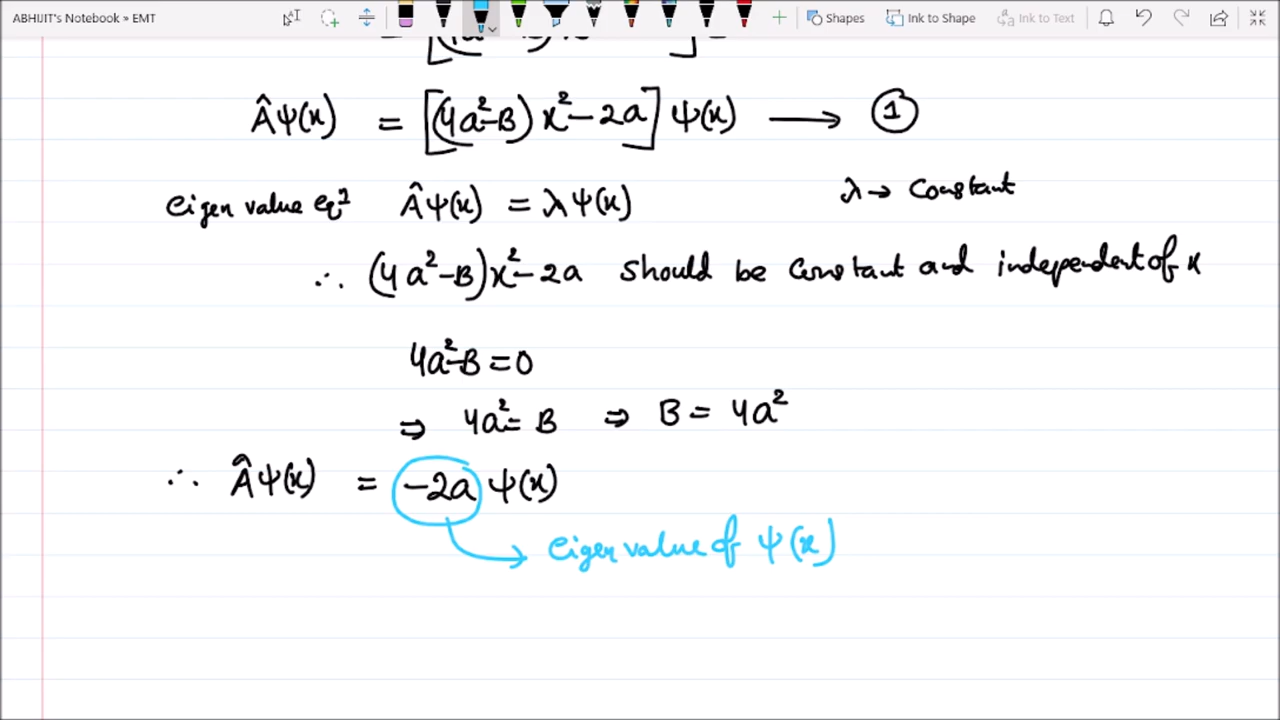 ABHIJIT's Notebook » EMT
Shapes Ink to Shape Ink to Text
Âψ(x) = [(4a²-B)x²-2a]ψ(x) → ①
Eigen value eqⁿ Âψ(x) = λψ(x) λ → Constant
∴ (4a²-B)x²-2a should be constant and independent of x
4a²-B=0
⇒ 4a²=B ⇒ B=4a²
∴ Âψ(x) = -2a ψ(x)
Eigen value of ψ(x)